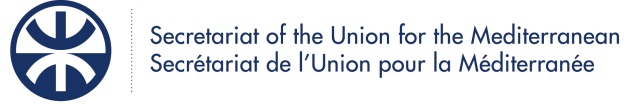 Secretariat of the Union for the Mediterranean
Secrétariat de l'Union pour la Méditerranée